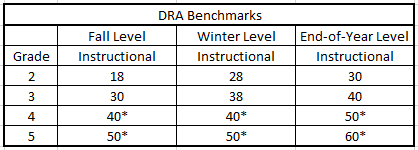 DRA Benchmarks
Fall Level Winter Level End-of-Year Level
Grade Instructional Instructional Instructional
2 18 28 30
3 30 38 40
4 40* 40* 50*
5 50* 50* 60*